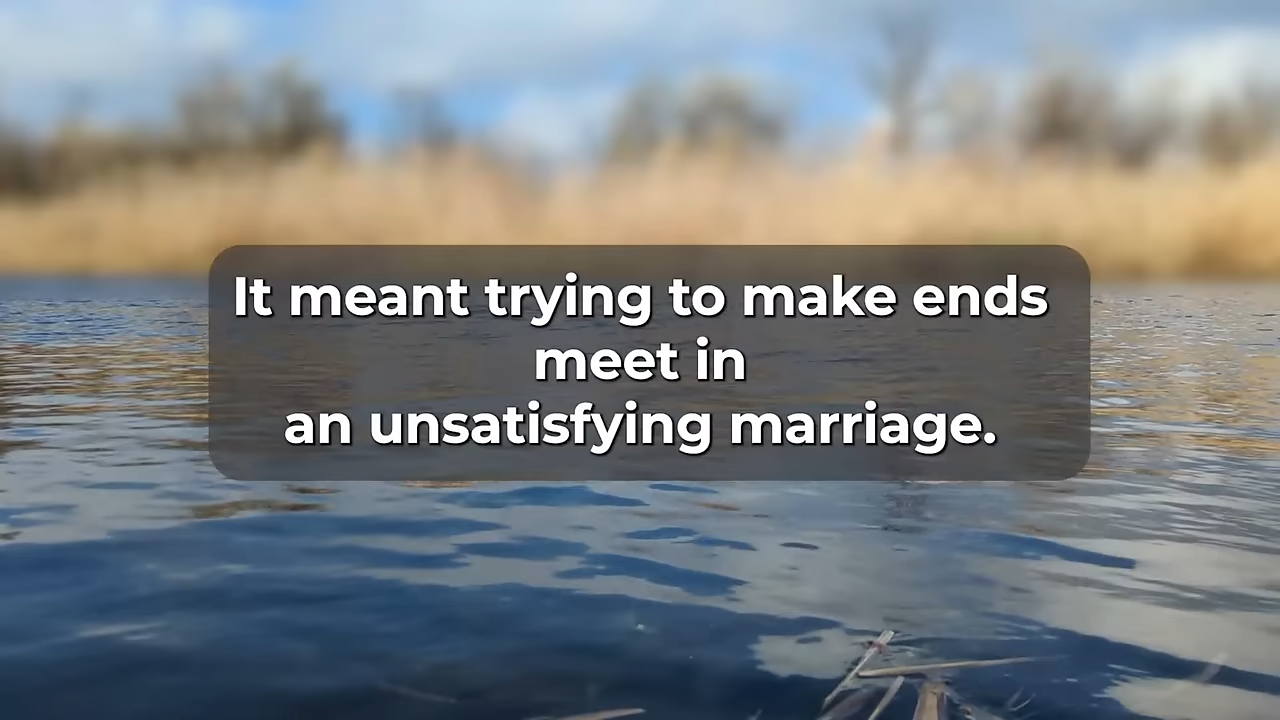 It meant trying to make ends
meet in
an unsatisfying marriage.